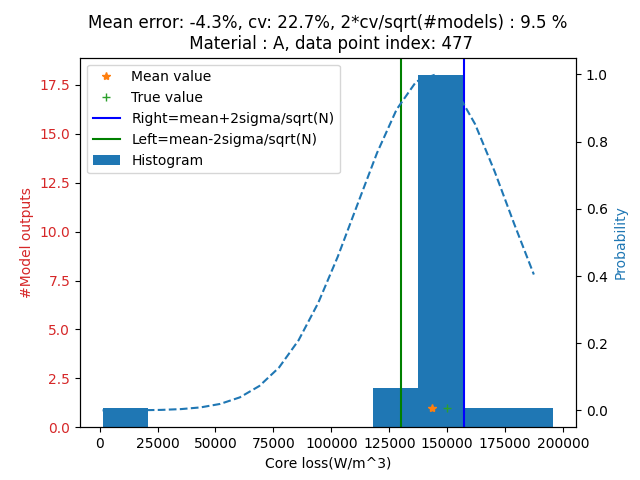 Mean error: -4.3%, cv: 22.7%, 2*cv/sqrt(#models) : 9.5 %
Material : A, data point index: 477
Mean value
True value
Right=mean+2sigma/sqrt(N)
Left=mean-2sigma/sqrt(N)
Histogram
#Model outputs
17.5
15.0
12.5
10.0
7.5
5.0
2.5
0.0
1.0
0.8
0.6
0.4
0.2
0.0
Probability
0 25000 50000 75000 100000 125000 150000 175000 200000
Core loss(W/m^3)